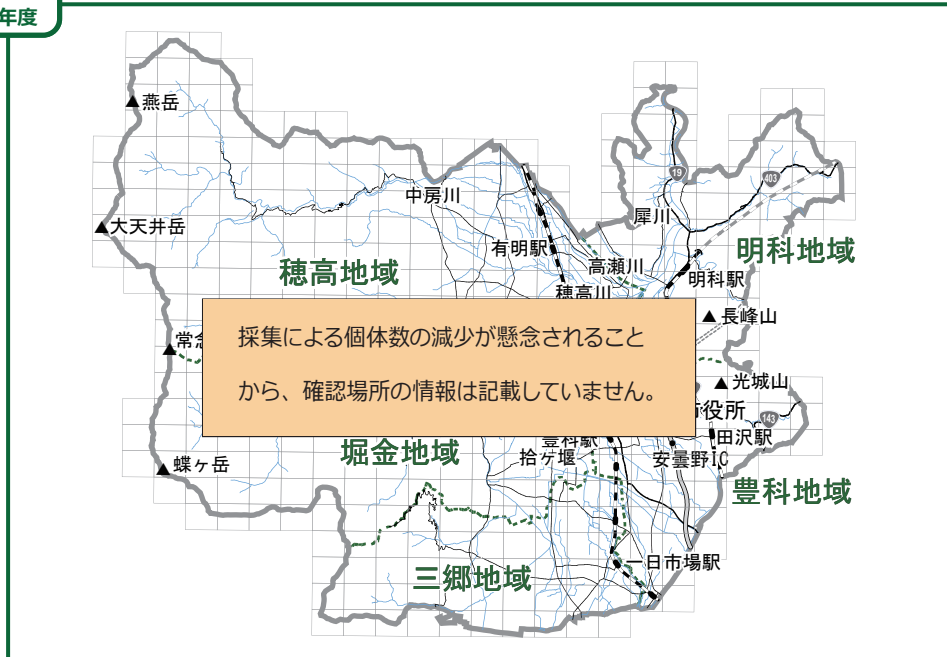 年度
燕岳
中房川
19
403
犀川
大天井岳
有明駅
明科地域
穂高地域
高瀬川
明科駅
穂高川
長峰山
採集による個体数の減少が懸念されること
から、確認場所の情報は記載していません。
常念
光城山
市役所
143
田沢駅
豊科駅
堀金地域
拾ケ堰
安曇野IC
蝶ヶ岳
豊科地域
一日市場駅
三郷地域